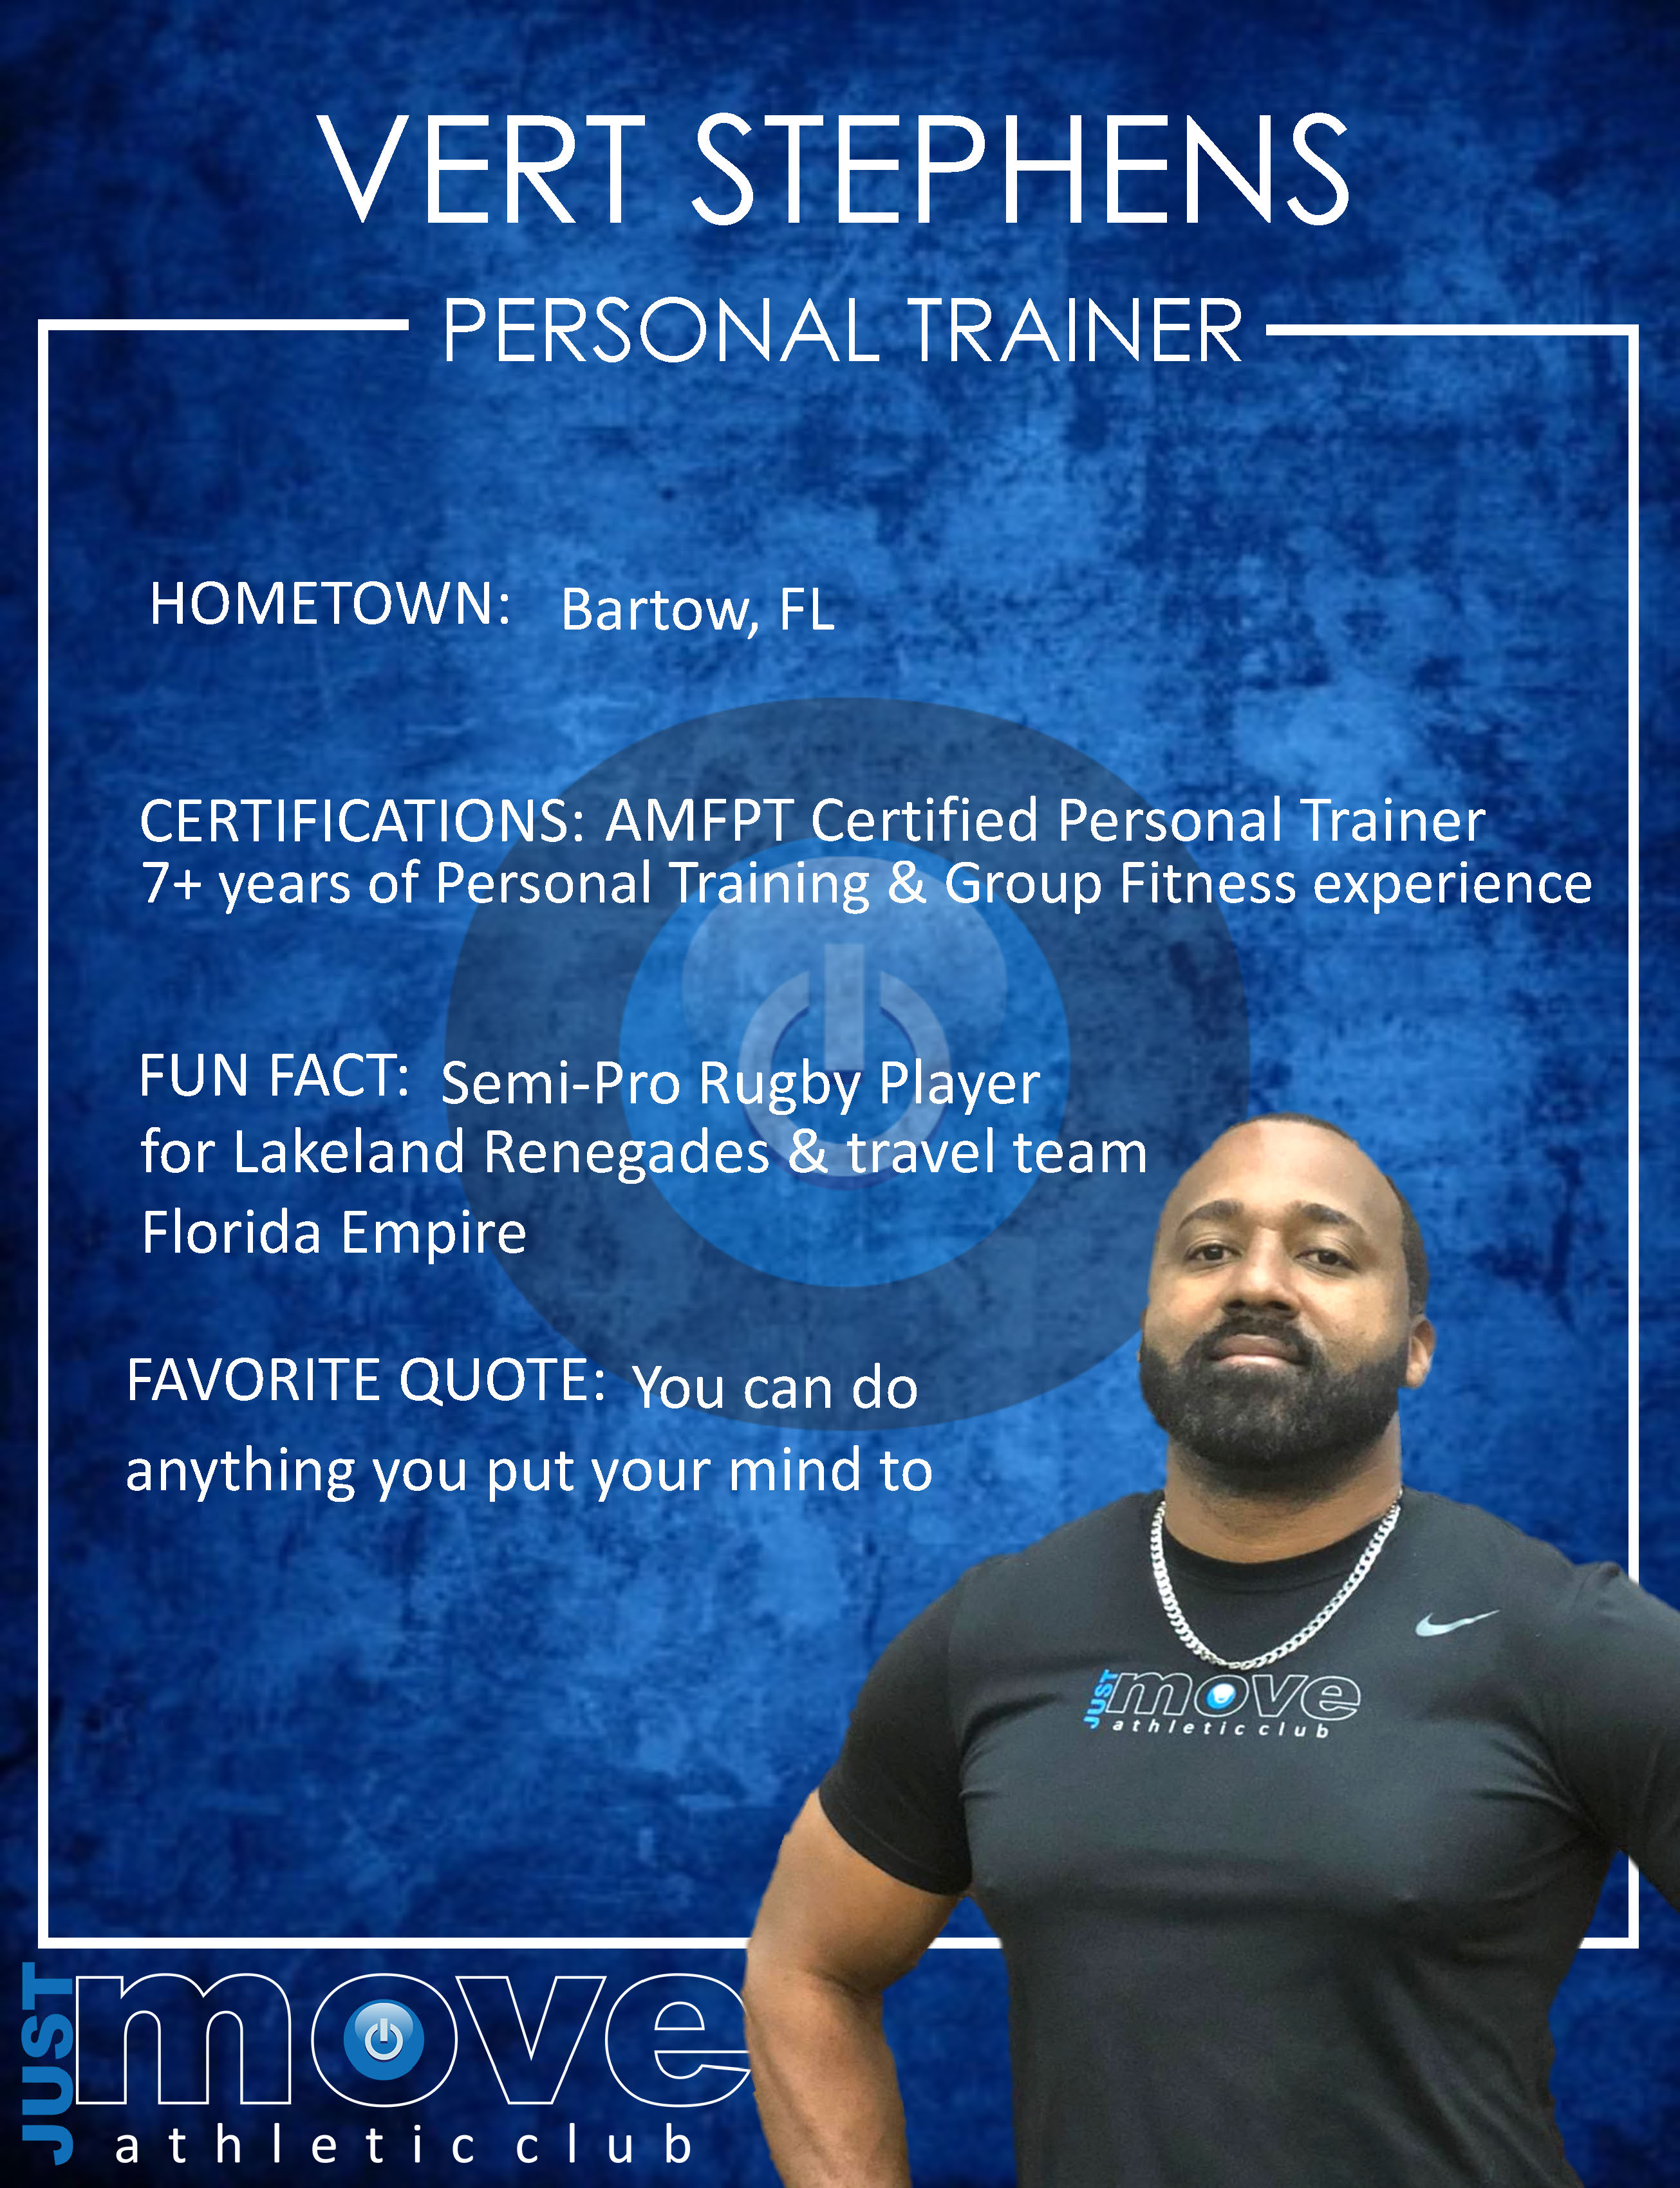 VERT STEPHENS
PERSONAL TRAINER
HOMETOWN: Bartow, FL
CERTIFICATIONS: AMFPT Certified Personal Trainer
7+ years of Personal Training & Group Fitness experience
FUN FACT: Semi-Pro Rugby Player
for Lakeland Renegades & travel team
Florida Empire
FAVORITE QUOTE: You can do
anything you put your mind to
JUST move
athletic club
JUST move
athletic club